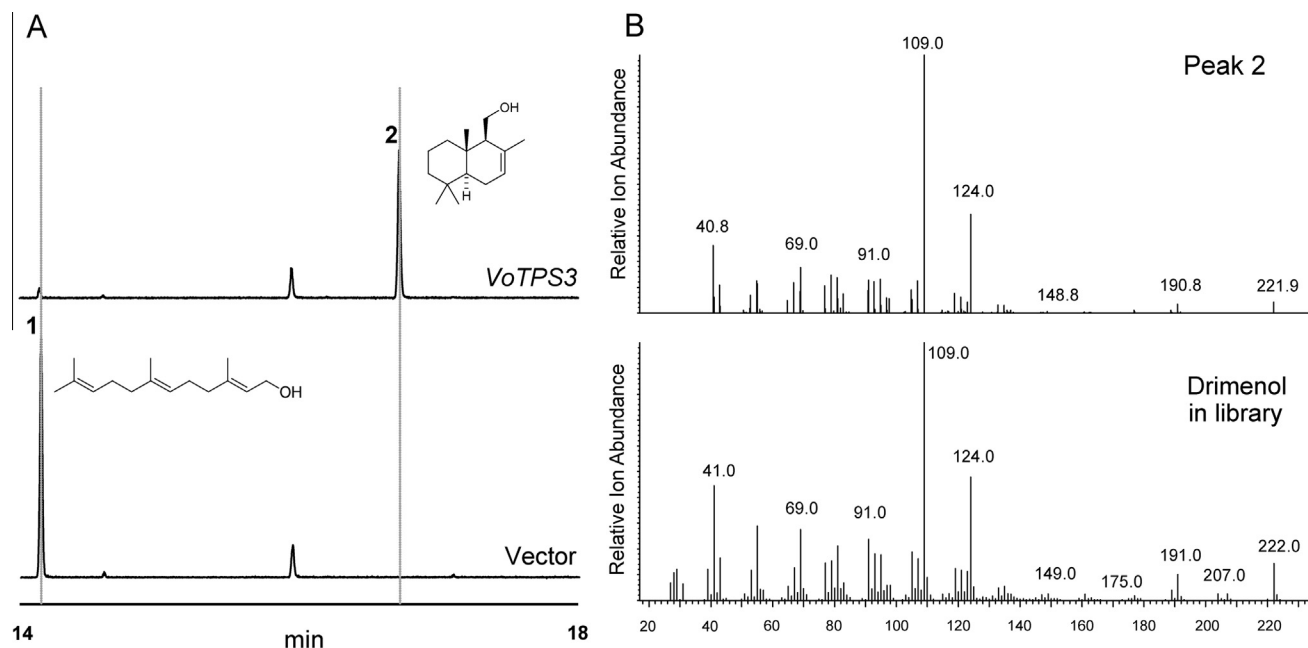 A
2
OH
H
VoTPS3
1
OH
Vector
14
min
18
B
Relative Ion Abundance
109.0
Peak 2
124.0
40.8
69.0
91.0
148.8
190.8
221.9
Relative Ion Abundance
109.0
Drimenol
in library
41.0
124.0
69.0
91.0
149.0
175.0
191.0
207.0
222.0
20 40 60 80 100 120 140 160 180 200 220